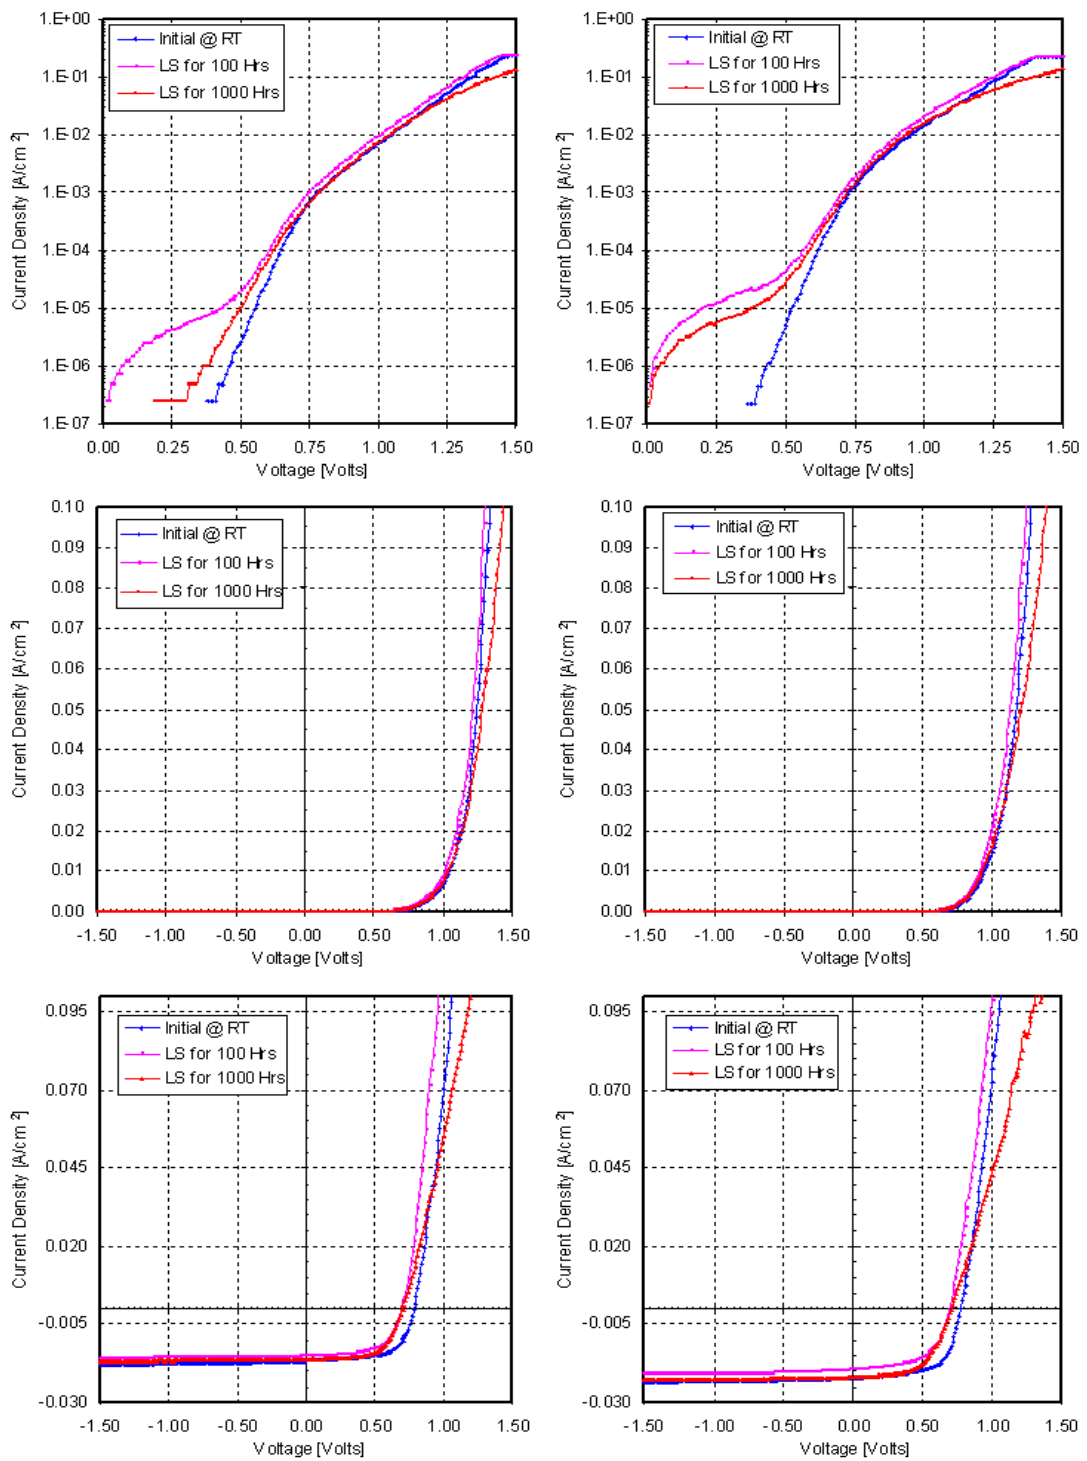 1.E+00
1.E-01
1.E-02
1.E-03
1.E-04
1.E-05
1.E-06
1.E-07
Current Density [A/cm ²]
Initial @ RT
LS for 100 Hrs
LS for 1000 Hrs
0.00 0.25 0.50 0.75 1.00 1.25 1.50
Voltage [Volts]
1.E+00
1.E-01
1.E-02
1.E-03
1.E-04
1.E-05
1.E-06
1.E-07
Current Density [A/cm ²]
Initial @ RT
LS for 100 Hrs
LS for 1000 Hrs
0.00 0.25 0.50 0.75 1.00 1.25 1.50
Voltage [Volts]
0.10
0.09
0.08
0.07
0.06
0.05
0.04
0.03
0.02
0.01
0.00
Current Density [A/cm ²]
Initial @ RT
LS for 100 Hrs
LS for 1000 Hrs
-1.50 -1.00 -0.50 0.00 0.50 1.00 1.50
Voltage [Volts]
0.10
0.09
0.08
0.07
0.06
0.05
0.04
0.03
0.02
0.01
0.00
Current Density [A/cm ²]
Initial @ RT
LS for 100 Hrs
LS for 1000 Hrs
-1.50 -1.00 -0.50 0.00 0.50 1.00 1.50
Voltage [Volts]
0.095
0.070
0.045
0.020
-0.005
-0.030
Current Density [A/cm ²]
Initial @ RT
LS for 100 Hrs
LS for 1000 Hrs
-1.50 -1.00 -0.50 0.00 0.50 1.00 1.50
Voltage [Volts]
0.095
0.070
0.045
0.020
-0.005
-0.030
Current Density [A/cm ²]
Initial @ RT
LS for 100 Hrs
LS for 1000 Hrs
-1.50 -1.00 -0.50 0.00 0.50 1.00 1.50
Voltage [Volts]